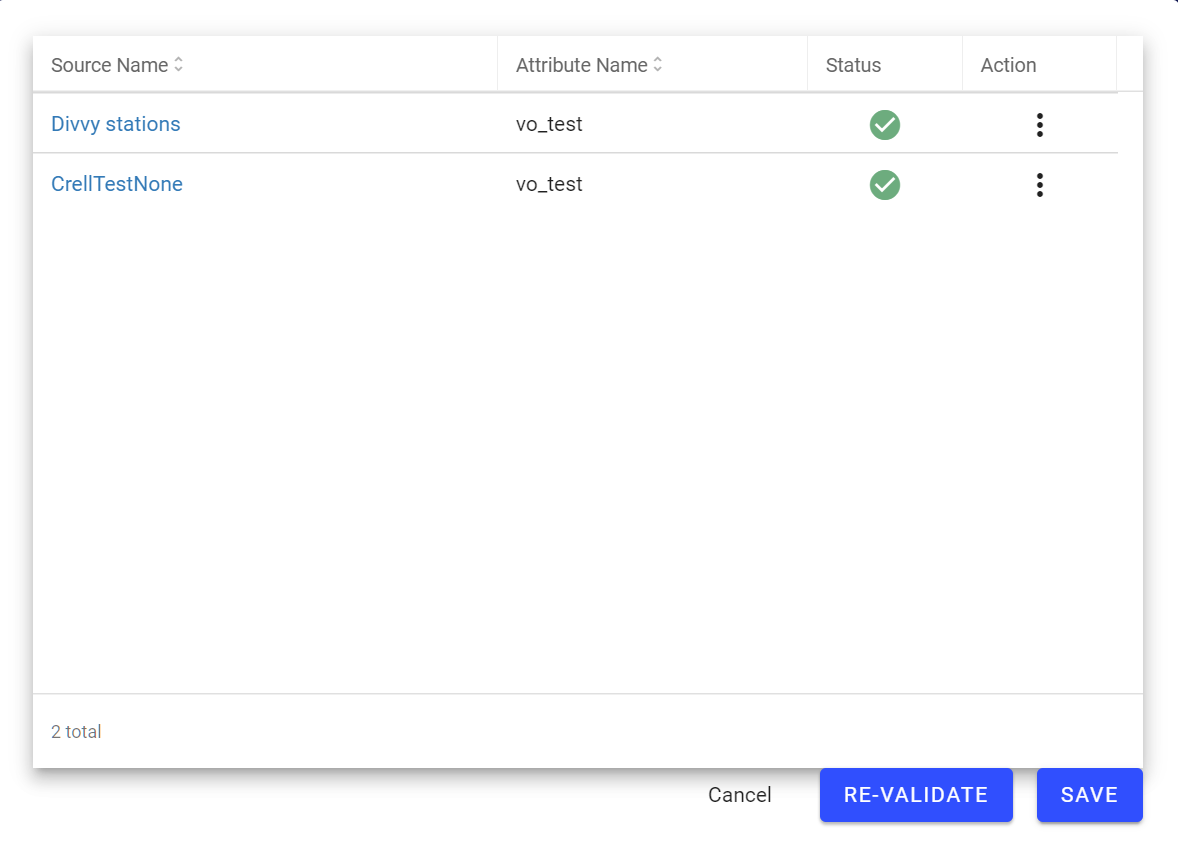 Source Name Attribute Name Status Action
Divvy stations vo_test
CrellTestNone vo_test
2 total
Cancel RE-VALIDATE SAVE